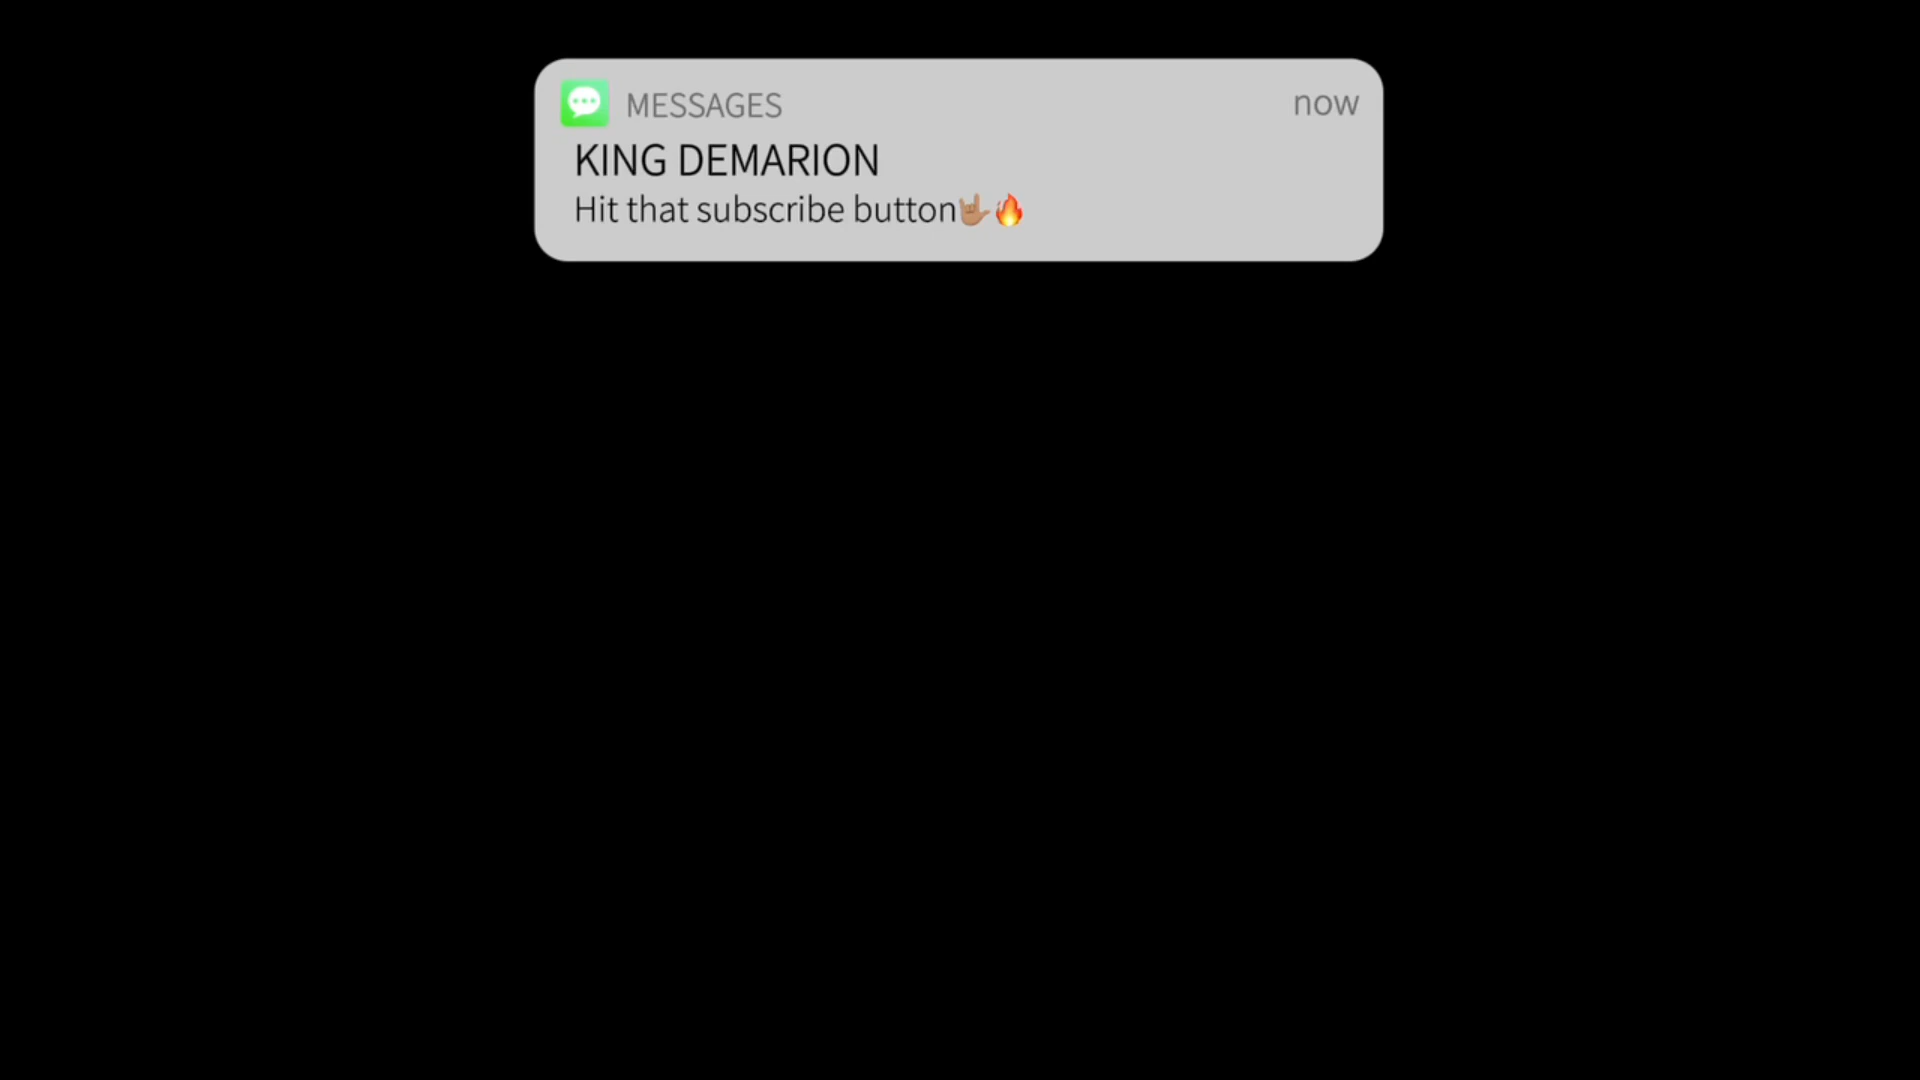 MESSAGES now
KING DEMARION
Hit that subscribe button🤟🏽🔥